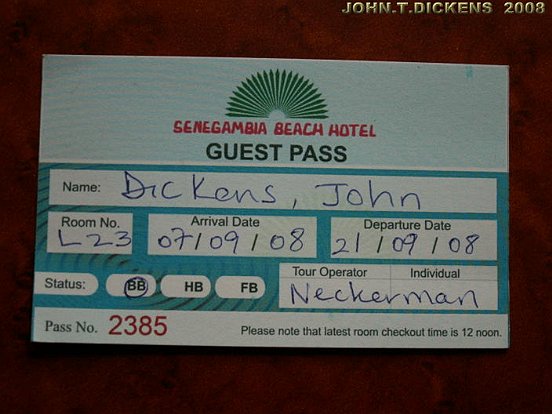 JOHN.T.DICKENS 2008
SENEGAMBIA BEACH HOTEL
GUEST PASS
Name: Dickens, John
Room No. Arrival Date Departure Date
L23 07/09/08 21/09/08
Tour Operator Individual
Status: BB HB FB
Neckerman
Pass No. 2385 Please note that latest room checkout time is 12 noon.